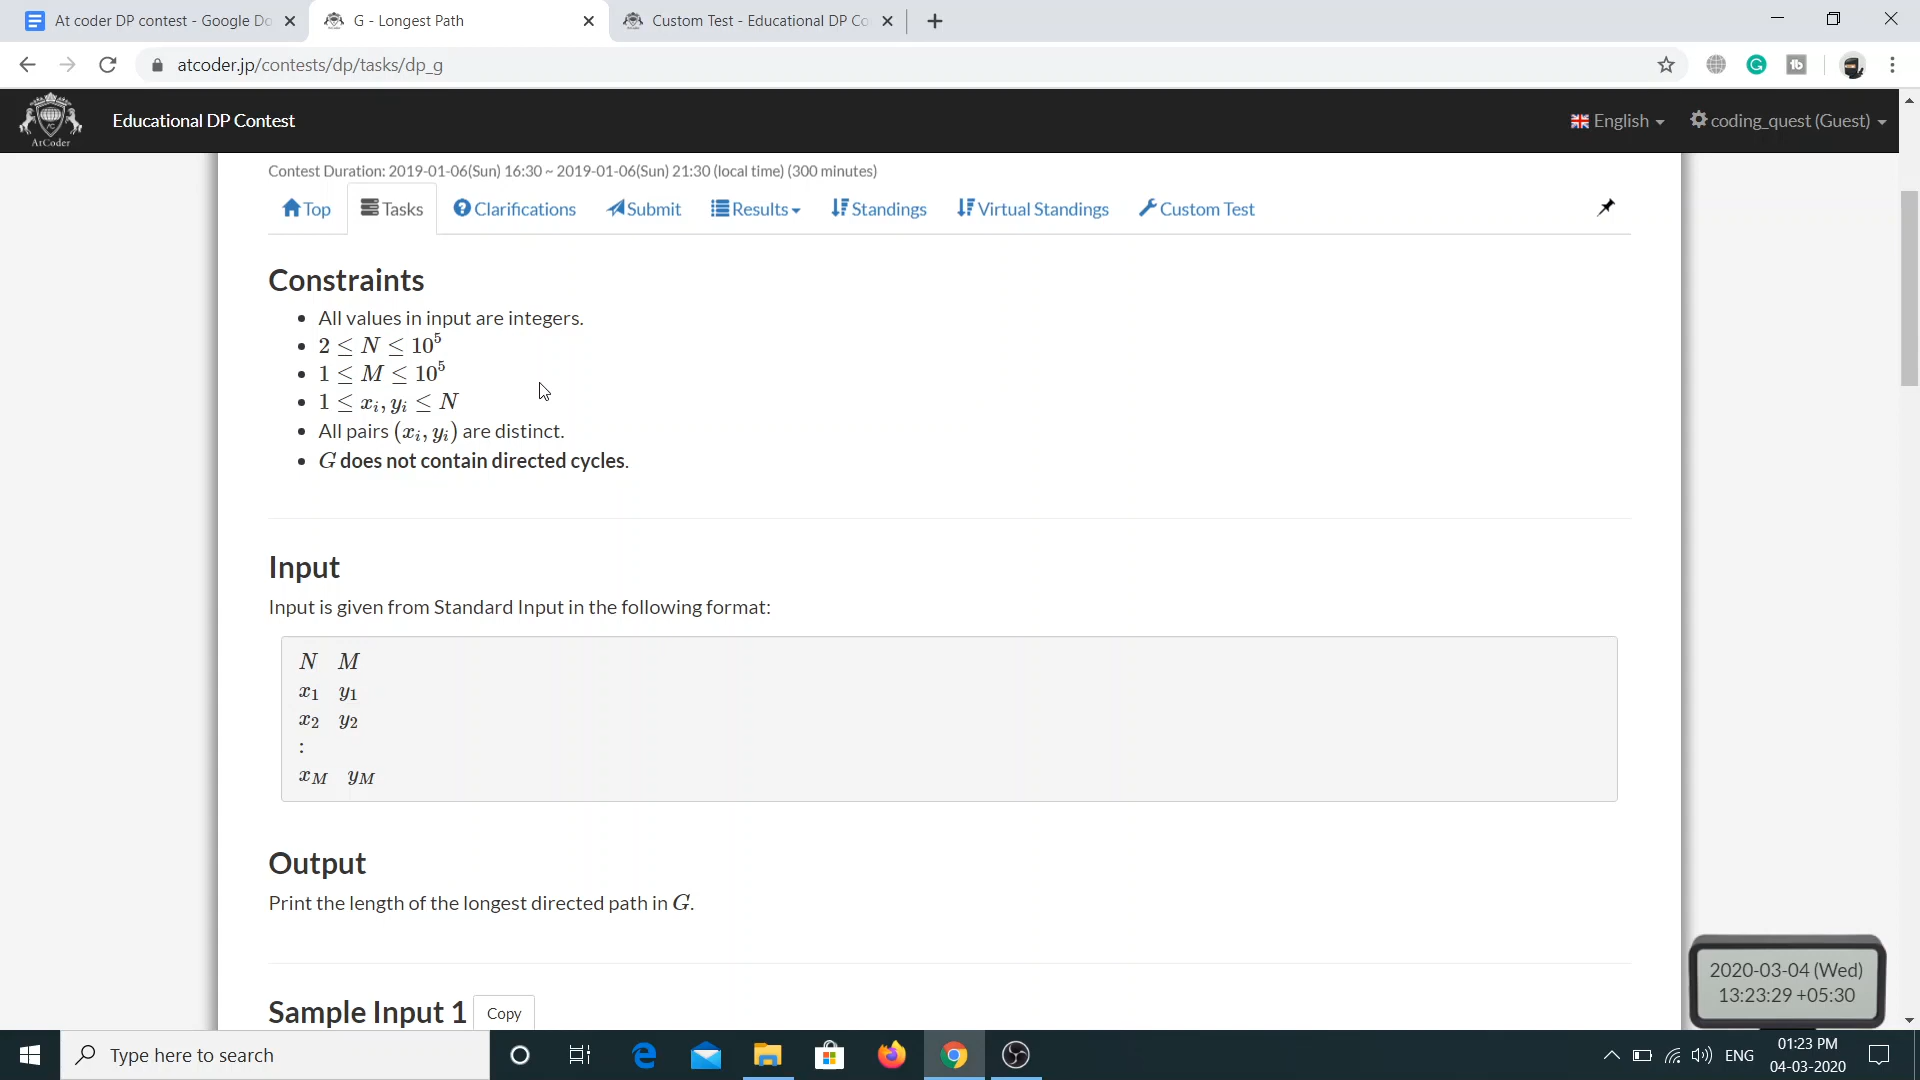 At coder DP contest - Google Do
G - Longest Path
Custom Test - Educational DP Co
atcoder.jp/contests/dp/tasks/dp_g
AtCoder
Educational DP Contest
English
coding_quest (Guest)
Contest Duration: 2019-01-06(Sun) 16:30 ~ 2019-01-06(Sun) 21:30 (local time) (300 minutes)
Top
Tasks
Clarifications
Submit
Results
Standings
Virtual Standings
Custom Test
Constraints
• All values in input are integers.
• 2 ≤ N ≤ 10⁵
• 1 ≤ M ≤ 10⁵
• 1 ≤ xᵢ, yᵢ ≤ N
• All pairs (xᵢ, yᵢ) are distinct.
• G does not contain directed cycles.
Input
Input is given from Standard Input in the following format:
N M
x₁ y₁
x₂ y₂
:
x_M y_M
Output
Print the length of the longest directed path in G.
Sample Input 1
Copy
2020-03-04 (Wed)
13:23:29 +05:30
Type here to search
ENG
01:23 PM
04-03-2020